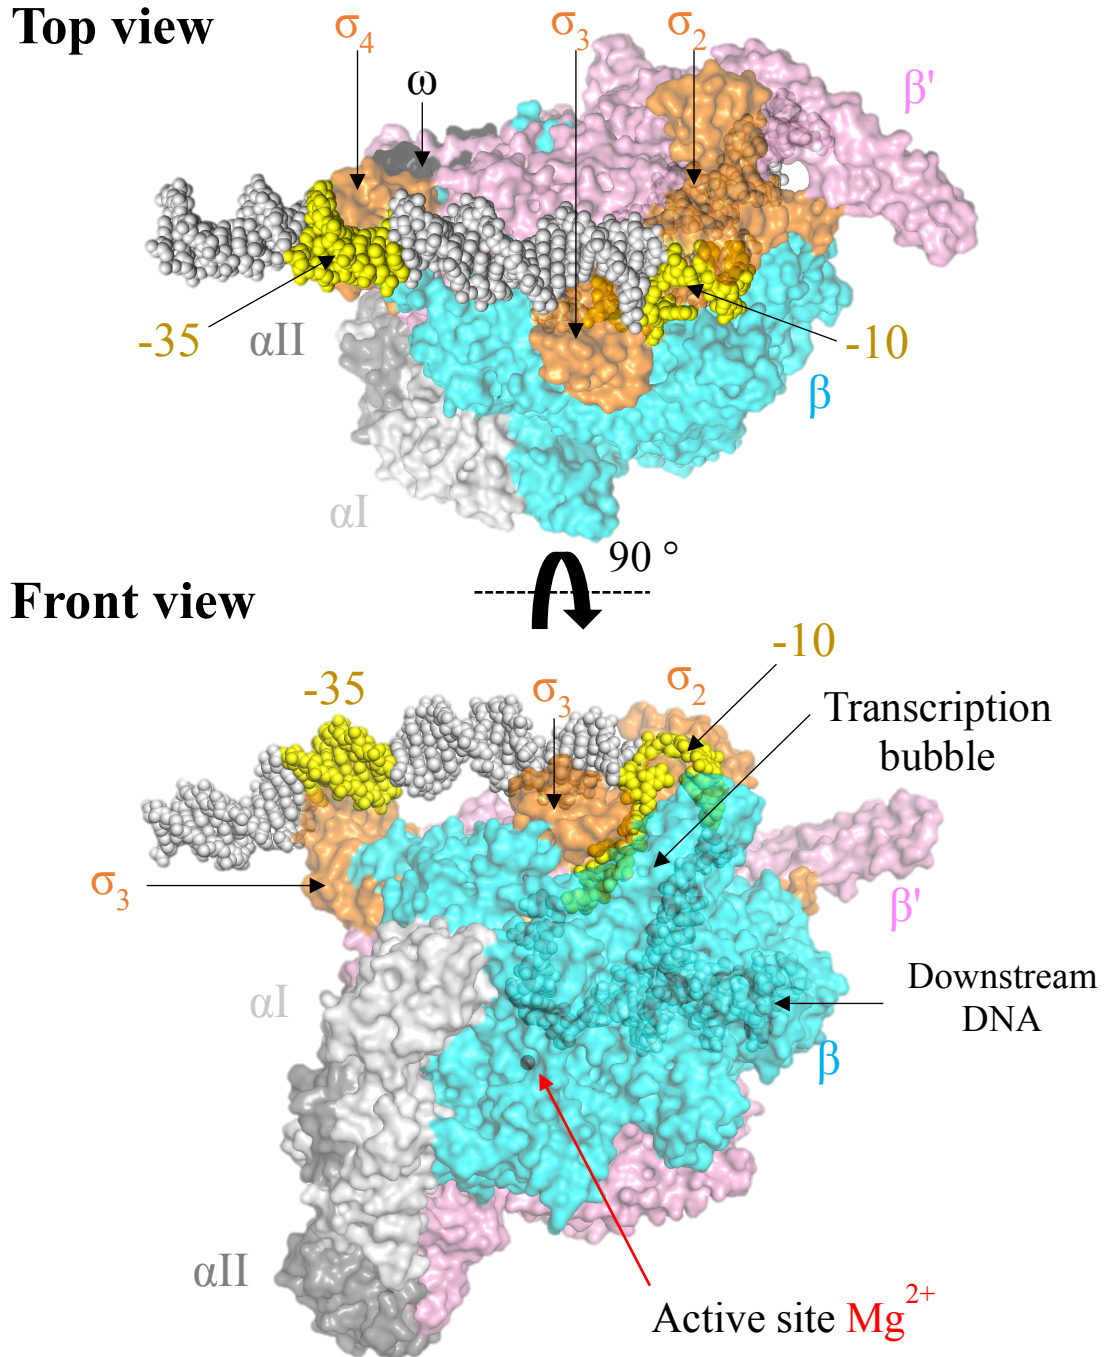 Top view
σ₄
σ₃
σ₂
ω
β'
-35
αII
-10
β
αI
90 °
Front view
-10
-35
σ₃
σ₂
Transcription
bubble
σ₃
β'
αI
Downstream
DNA
β
αII
Active site Mg²⁺